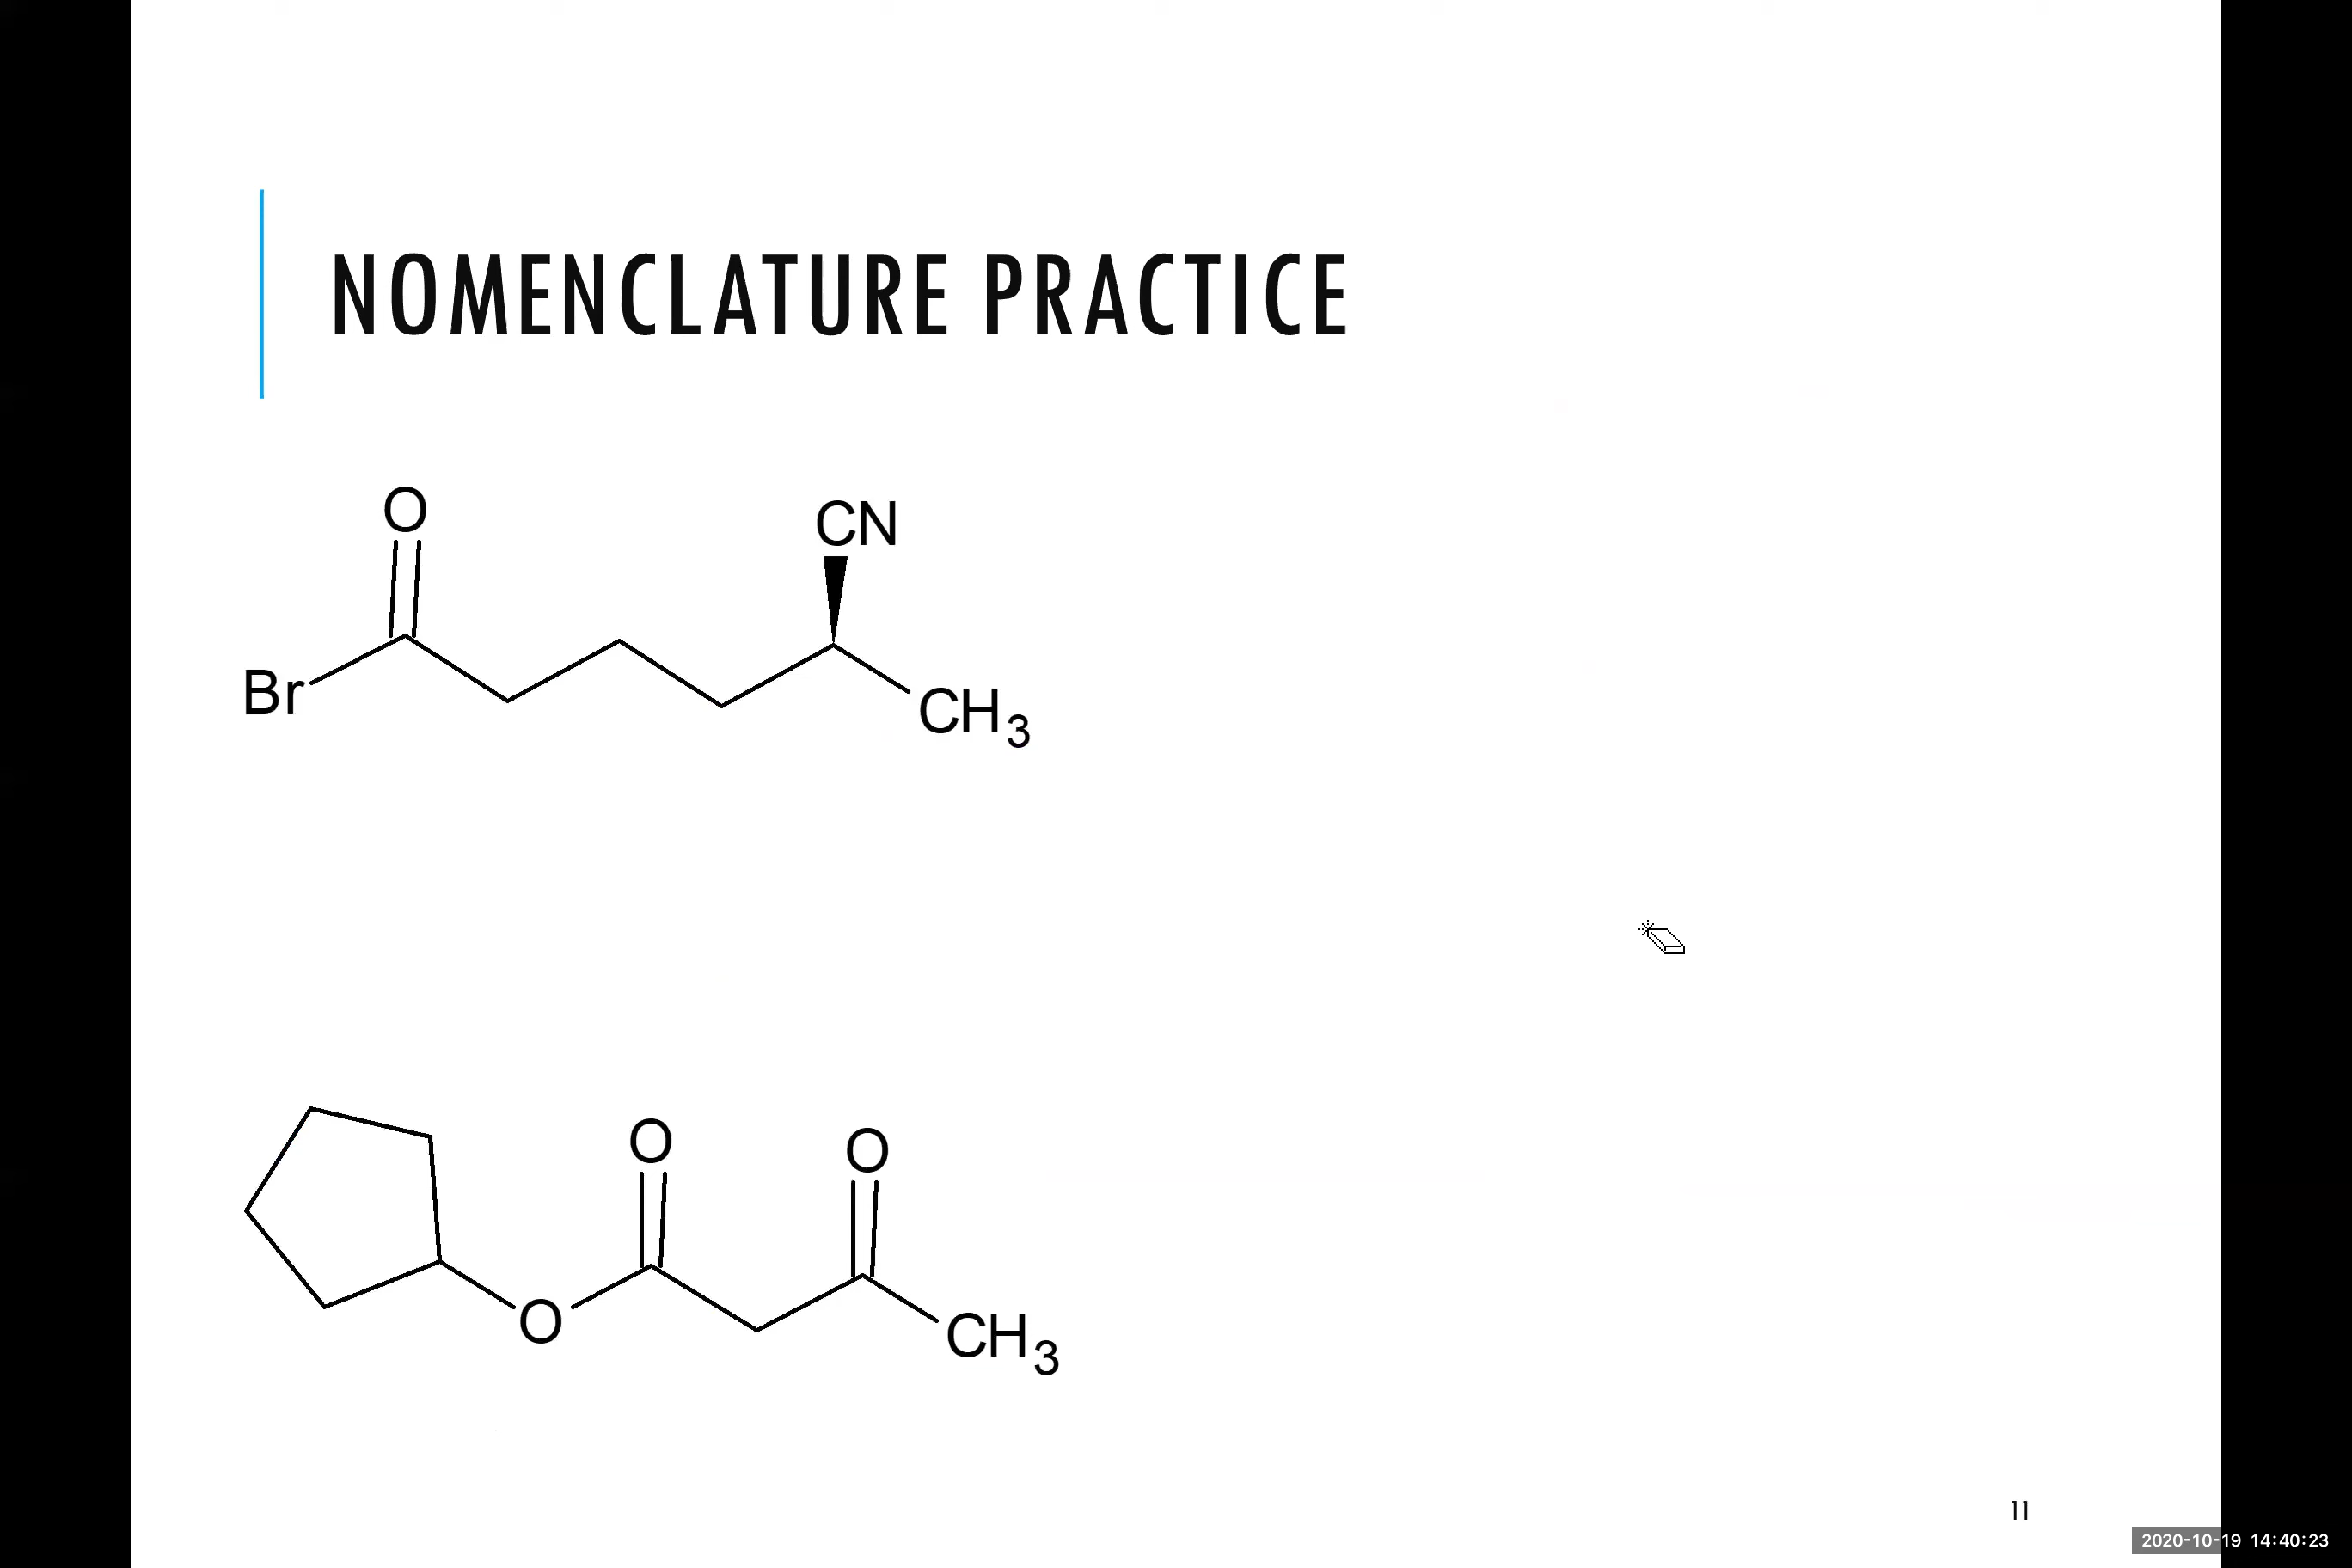 NOMENCLATURE PRACTICE
O
CN
Br
CH3
O
O
O
CH3
11
2020-10-19 14:40:23